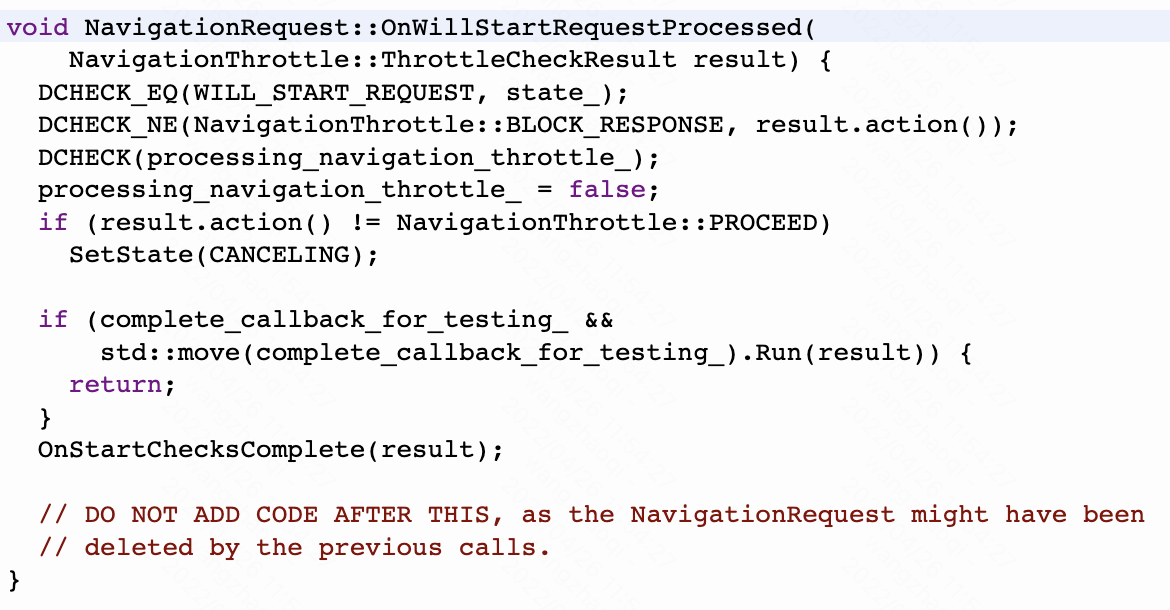 void NavigationRequest::OnWillStartRequestProcessed(
    NavigationThrottle::ThrottleCheckResult result) {
  DCHECK_EQ(WILL_START_REQUEST, state_);
  DCHECK_NE(NavigationThrottle::BLOCK_RESPONSE, result.action());
  DCHECK(processing_navigation_throttle_);
  processing_navigation_throttle_ = false;
  if (result.action() != NavigationThrottle::PROCEED)
    SetState(CANCELING);

  if (complete_callback_for_testing_ &&
      std::move(complete_callback_for_testing_).Run(result)) {
    return;
  }
  OnStartChecksComplete(result);

  // DO NOT ADD CODE AFTER THIS, as the NavigationRequest might have been
  // deleted by the previous calls.
}